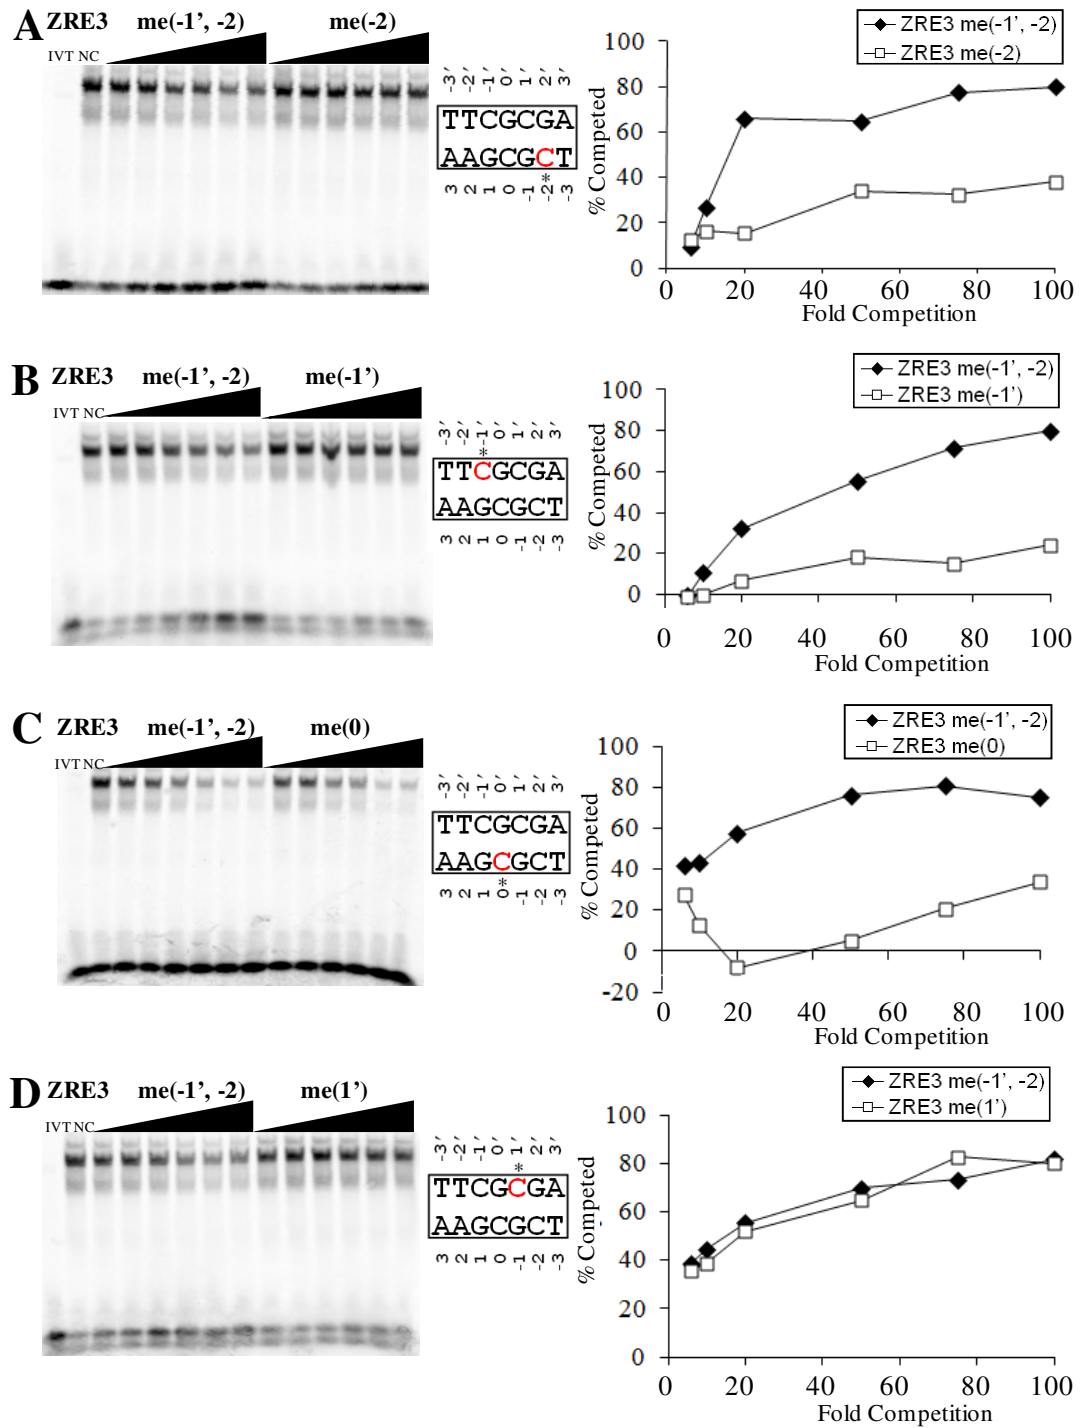 A ZRE3 me(-1’, -2) me(-2)
IVT NC
-3′ -2′ -1′ 0′ 1′ 2′ 3′
TTCGCGA
AAGCGCT
*
3 2 1 0 -1 -2 -3
ZRE3 me(-1’, -2)
ZRE3 me(-2)
100
80
60
40
20
0
% Competed
0 20 40 60 80 100
Fold Competition
B ZRE3 me(-1’, -2) me(-1’)
IVT NC
-3′ -2′ -1′ 0′ 1′ 2′ 3′
*
TTCGCGA
AAGCGCT
3 2 1 0 -1 -2 -3
ZRE3 me(-1’, -2)
ZRE3 me(-1’)
100
80
60
40
20
0
% Competed
0 20 40 60 80 100
Fold Competition
C ZRE3 me(-1’, -2) me(0)
IVT NC
-3′ -2′ -1′ 0′ 1′ 2′ 3′
TTCGCGA
AAGCGCT
*
3 2 1 0 -1 -2 -3
ZRE3 me(-1’, -2)
ZRE3 me(0)
100
80
60
40
20
0
-20
% Competed
0 20 40 60 80 100
Fold Competition
D ZRE3 me(-1’, -2) me(1’)
IVT NC
-3′ -2′ -1′ 0′ 1′ 2′ 3′
*
TTCGCGA
AAGCGCT
3 2 1 0 -1 -2 -3
ZRE3 me(-1’, -2)
ZRE3 me(1’)
100
80
60
40
20
0
% Competed
0 20 40 60 80 100
Fold Competition